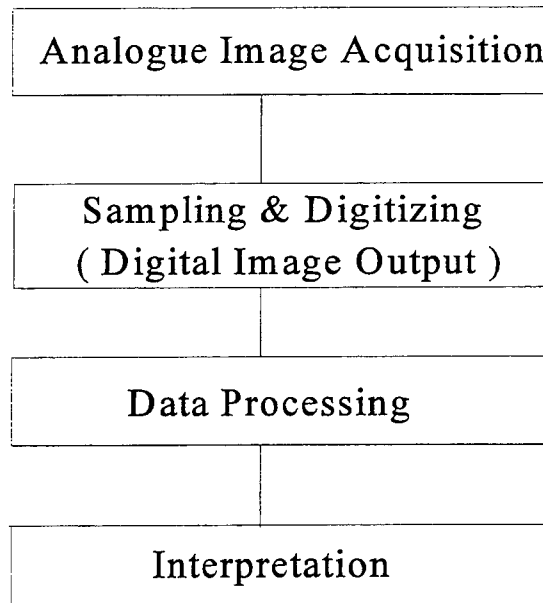 Analogue Image Acquisition
Sampling & Digitizing
( Digital Image Output )
Data Processing
Interpretation